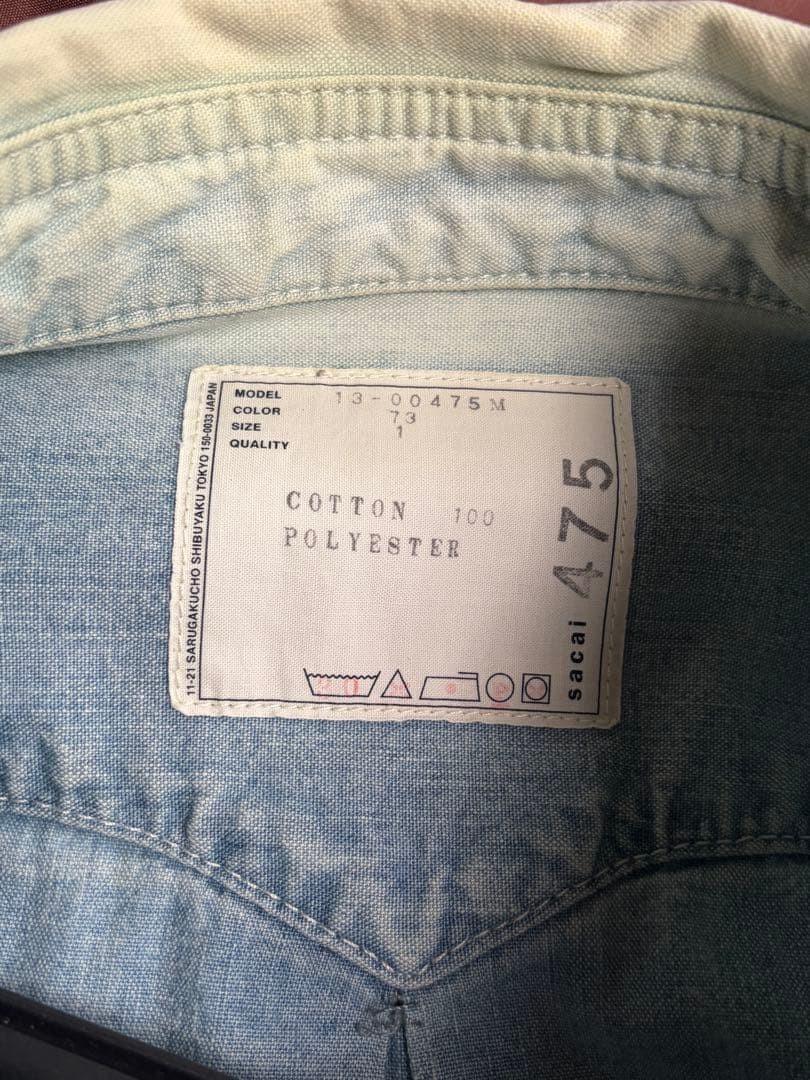 MODEL 13-00475M
COLOR 73
SIZE 1
QUALITY
COTTON 100
POLYESTER
sacai 475
11-21 SARUGAKUCHO SHIBUYAKU TOKYO 150-0033 JAPAN